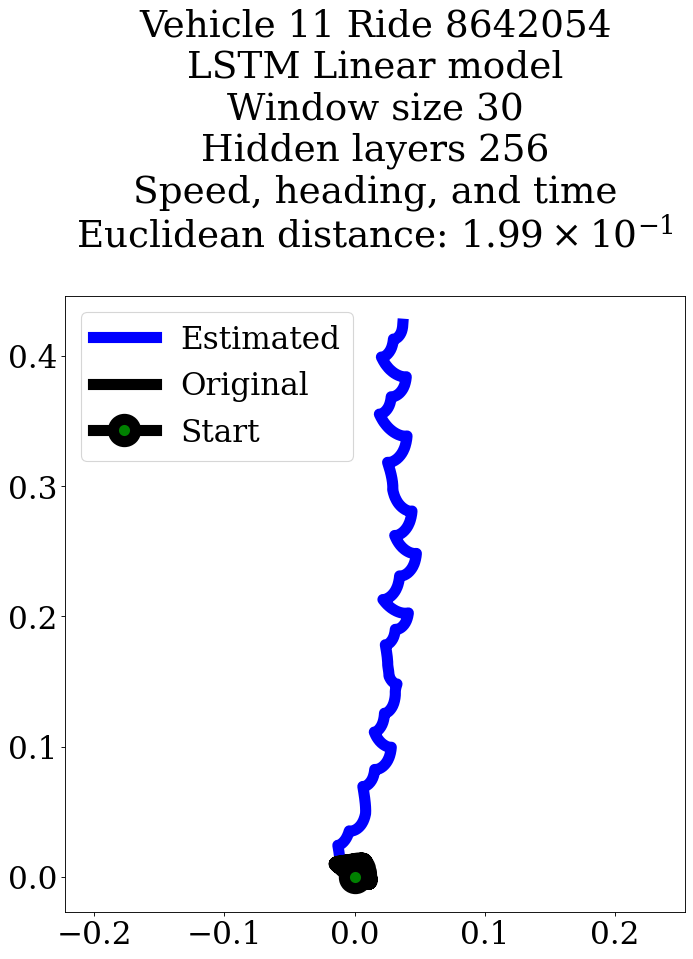 Vehicle 11 Ride 8642054
LSTM Linear model
Window size 30
Hidden layers 256
Speed, heading, and time
Euclidean distance: 1.99 × 10⁻¹
Estimated
Original
Start
0.4
0.3
0.2
0.1
0.0
−0.2 −0.1 0.0 0.1 0.2